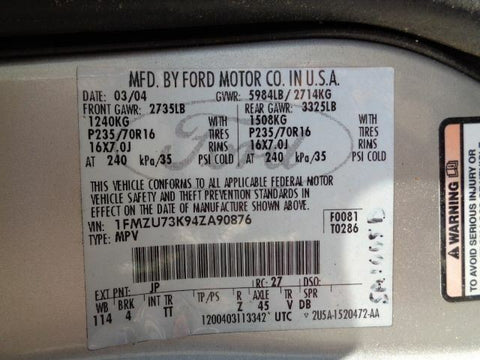 MFD. BY FORD MOTOR CO. IN U.S.A.
DATE: 03/04 GVWR: 5984LB/ 2714KG
FRONT GAWR: 2735LB REAR GAWR: 3325LB
1240KG WITH 1508KG WITH
P235/70R16 TIRES P235/70R16 TIRES
16X7.0J RIMS 16X7.0J RIMS
AT 240 kPa/35 PSI COLD AT 240 kPa/35 PSI COLD
THIS VEHICLE CONFORMS TO ALL APPLICABLE FEDERAL MOTOR
VEHICLE SAFETY AND THEFT PREVENTION STANDARDS IN
EFFECT ON THE DATE OF MANUFACTURE SHOWN ABOVE.
VIN: 1FMZU73K94ZA90876 F0081
TYPE: MPV T0286
EXT PNT: JP RC: 27 DSO:
WB BRK INT TR TP/PS R AXLE TR SPR
114 4 TT Z 45 V DB
1200403113342 UTC 2U5A-1520472-AA
Ford
WARNING
TO AVOID SERIOUS INJURY OR